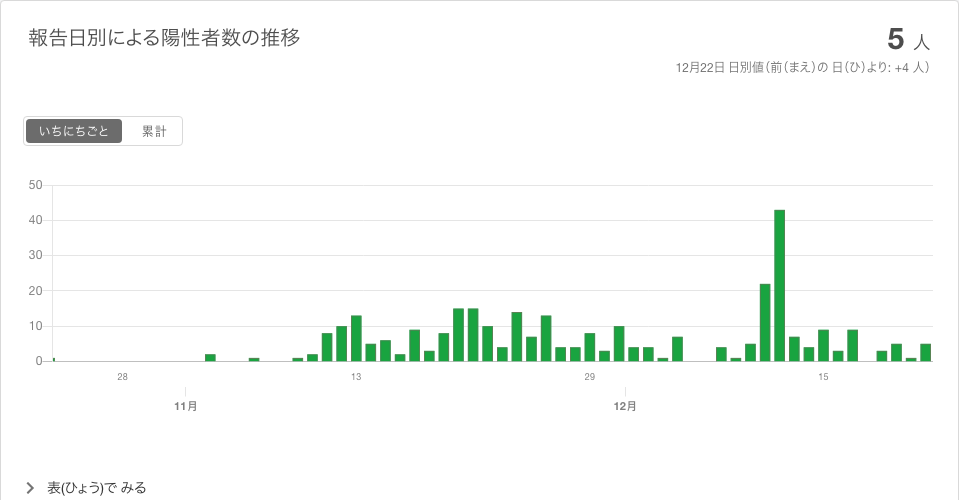 報告日別による陽性者数の推移
5 人
12月22日 日別値（前（まえ）の 日（ひ）より: +4 人）
いちにちごと 累計
50
40
30
20
10
0
28 13 29 15
11月 12月
表(ひょう)で みる